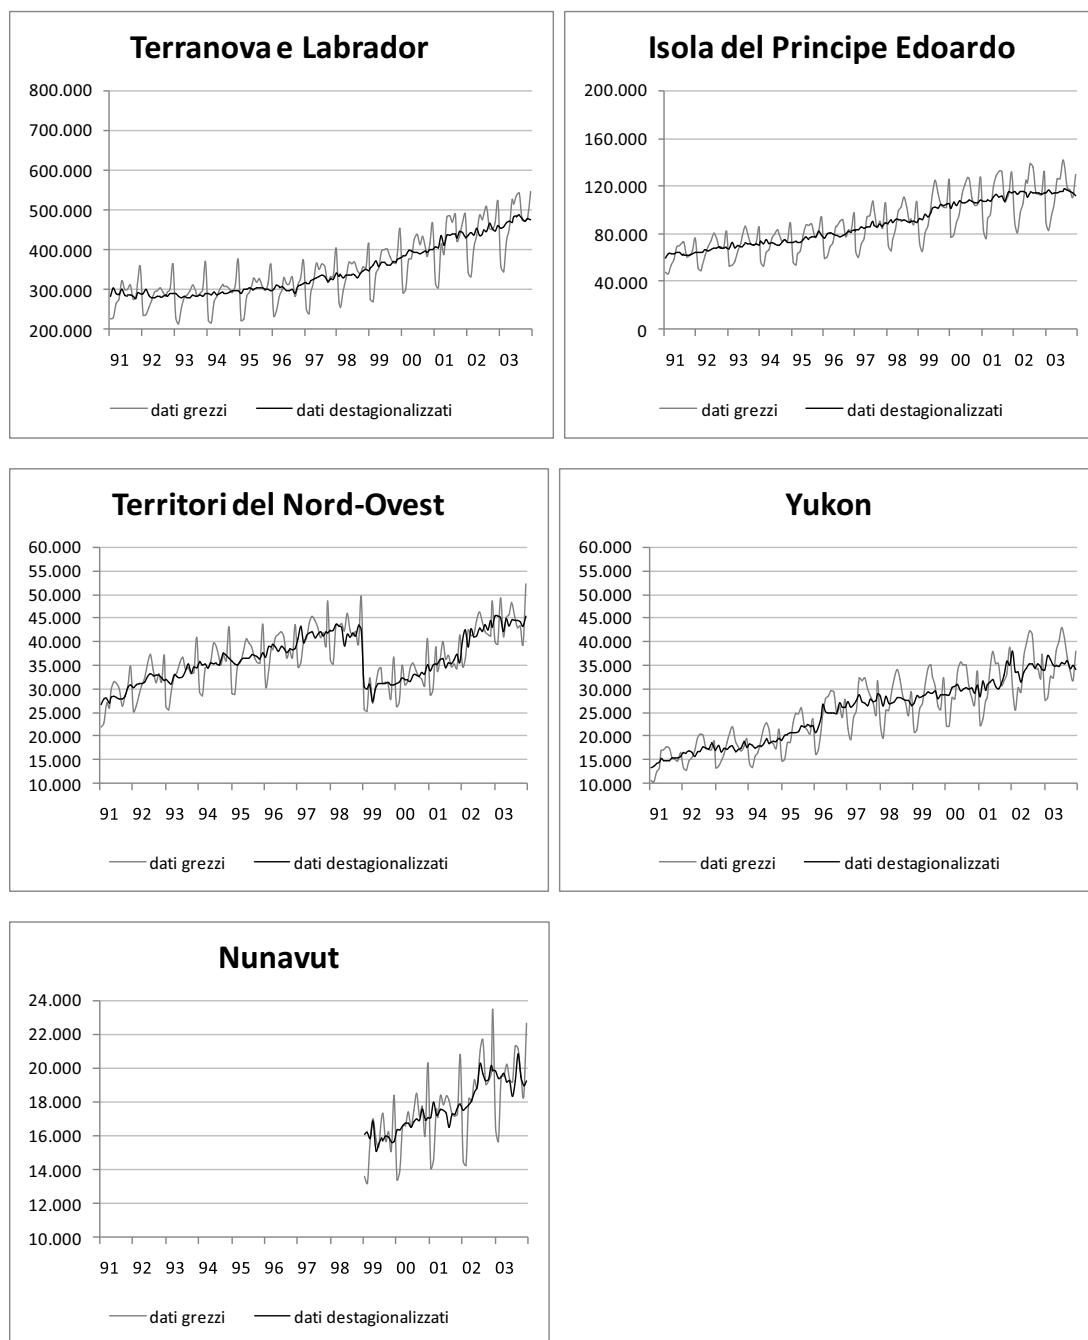 Terranova e Labrador
800.000
700.000
600.000
500.000
400.000
300.000
200.000
91 92 93 94 95 96 97 98 99 00 01 02 03
dati grezzi dati destagionalizzati
Isola del Principe Edoardo
200.000
160.000
120.000
80.000
40.000
0
91 92 93 94 95 96 97 98 99 00 01 02 03
dati grezzi dati destagionalizzati
Territori del Nord-Ovest
60.000
55.000
50.000
45.000
40.000
35.000
30.000
25.000
20.000
15.000
10.000
91 92 93 94 95 96 97 98 99 00 01 02 03
dati grezzi dati destagionalizzati
Yukon
60.000
55.000
50.000
45.000
40.000
35.000
30.000
25.000
20.000
15.000
10.000
91 92 93 94 95 96 97 98 99 00 01 02 03
dati grezzi dati destagionalizzati
Nunavut
24.000
22.000
20.000
18.000
16.000
14.000
12.000
10.000
91 92 93 94 95 96 97 98 99 00 01 02 03
dati grezzi dati destagionalizzati